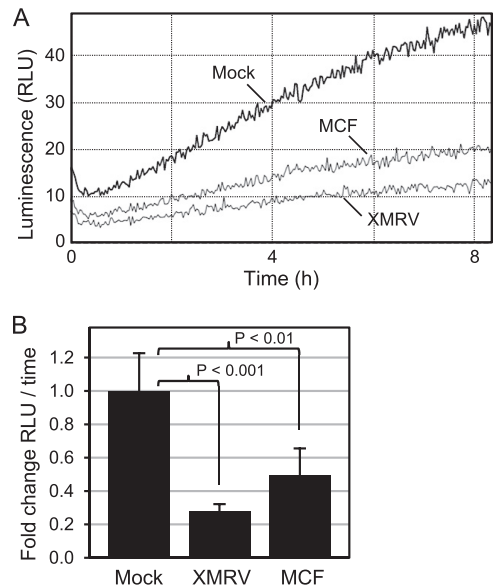 A
Luminescence (RLU)
40
30
20
10
0
Mock
MCF
XMRV
0
4
8
Time (h)
B
Fold change RLU / time
1.2
1.0
0.8
0.6
0.4
0.2
0.0
P < 0.01
P < 0.001
Mock XMRV MCF